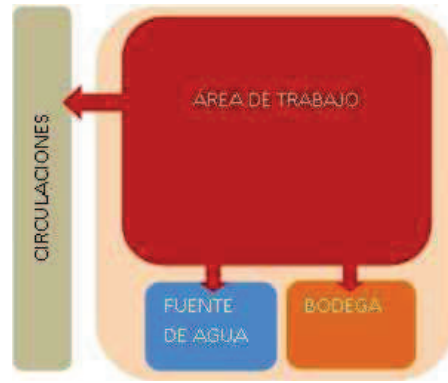 ÁREA DE TRABAJO
CIRCULACIONES
FUENTE
DE AGUA
BODEGA